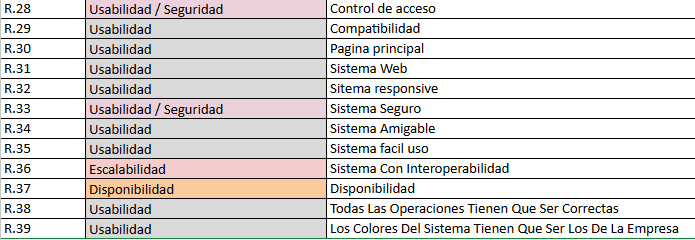 R.28 Usabilidad / Seguridad Control de acceso
R.29 Usabilidad Compatibilidad
R.30 Usabilidad Pagina principal
R.31 Usabilidad Sistema Web
R.32 Usabilidad Sitema responsive
R.33 Usabilidad / Seguridad Sistema Seguro
R.34 Usabilidad Sistema Amigable
R.35 Usabilidad Sistema facil uso
R.36 Escalabilidad Sistema Con Interoperabilidad
R.37 Disponibilidad Disponibilidad
R.38 Usabilidad Todas Las Operaciones Tienen Que Ser Correctas
R.39 Usabilidad Los Colores Del Sistema Tienen Que Ser Los De La Empresa